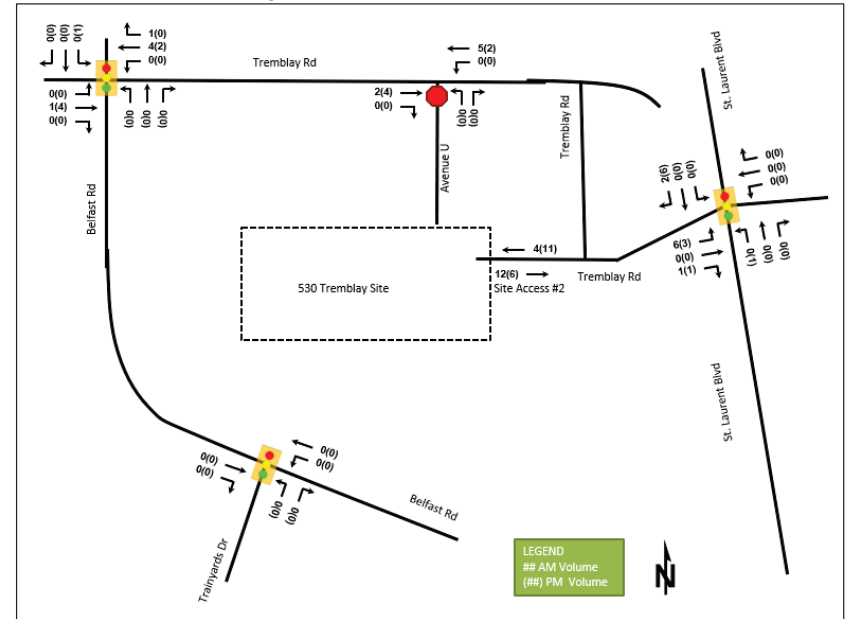 0(0) 0(0) 0(1)
1(0)
4(2)
0(0)
Tremblay Rd
5(2)
0(0)
0(0)
1(4)
0(0)
0(0) 0(0) 0(0)
2(4)
0(0)
0(0) 0(0)
Belfast Rd
Avenue U
Tremblay Rd
St. Laurent Blvd
2(6) 0(0) 0(0)
0(0)
0(0)
0(0)
6(3)
0(0)
1(1)
0(1) 0(0) 0(0)
4(11)
12(6)
Site Access #2
Tremblay Rd
530 Tremblay Site
St. Laurent Blvd
0(0)
0(0)
0(0)
0(0)
0(0) 0(0)
Belfast Rd
Trainyards Dr
LEGEND
## AM Volume
(##) PM Volume
N